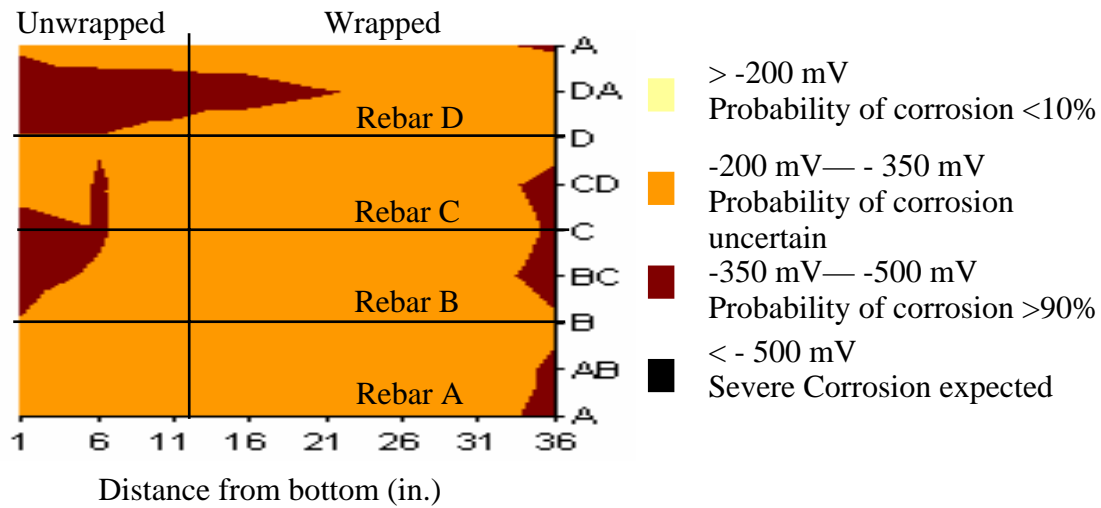 Unwrapped
Wrapped
A
DA
Rebar D
D
CD
Rebar C
C
BC
Rebar B
B
AB
Rebar A
A
1 6 11 16 21 26 31 36
Distance from bottom (in.)
> -200 mV
Probability of corrosion <10%
-200 mV— - 350 mV
Probability of corrosion
uncertain
-350 mV— -500 mV
Probability of corrosion >90%
< - 500 mV
Severe Corrosion expected